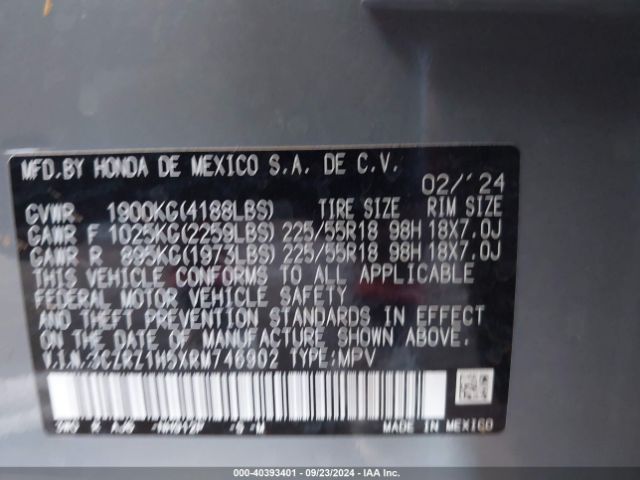 MFD.BY HONDA DE MEXICO S.A. DE C.V.
02/'24
GVWR 1900KG(4188LBS) TIRE SIZE RIM SIZE
GAWR F 1025KG(2259LBS) 225/55R18 98H 18X7.0J
GAWR R 895KG(1973LBS) 225/55R18 98H 18X7.0J
THIS VEHICLE CONFORMS TO ALL APPLICABLE
FEDERAL MOTOR VEHICLE SAFETY
AND THEFT PREVENTION STANDARDS IN EFFECT
ON THE DATE OF MANUFACTURE SHOWN ABOVE.
V.I.N.:3CZRZ1H5XRM746902 TYPE:MPV
MADE IN MEXICO
000-40393401 - 09/23/2024 - IAA Inc.